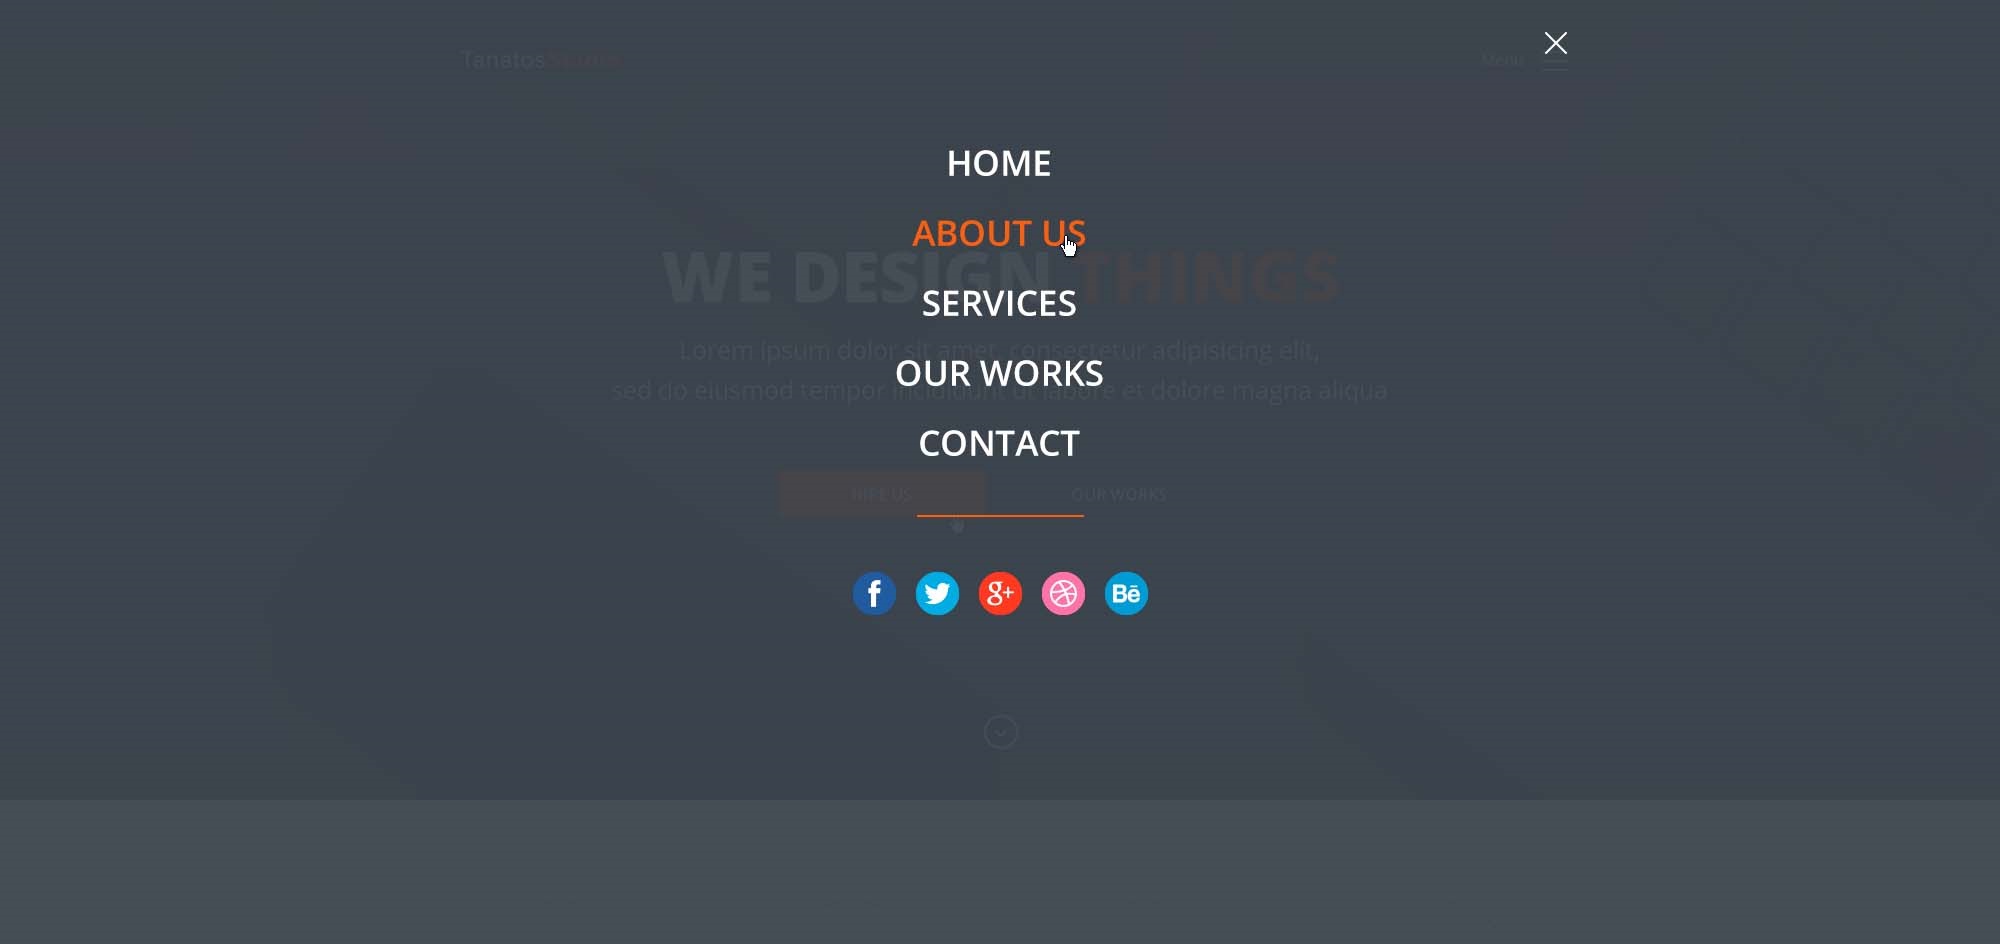 Tanatos
Menu
HOME
ABOUT US
WE DESIGN THINGS
SERVICES
Lorem ipsum dolor sit amet, consectetur adipisicing elit,
OUR WORKS
sed do eiusmod tempor incididunt ut labore et dolore magna aliqua
CONTACT
HIRE US
OUR WORKS
f
g+
Bē